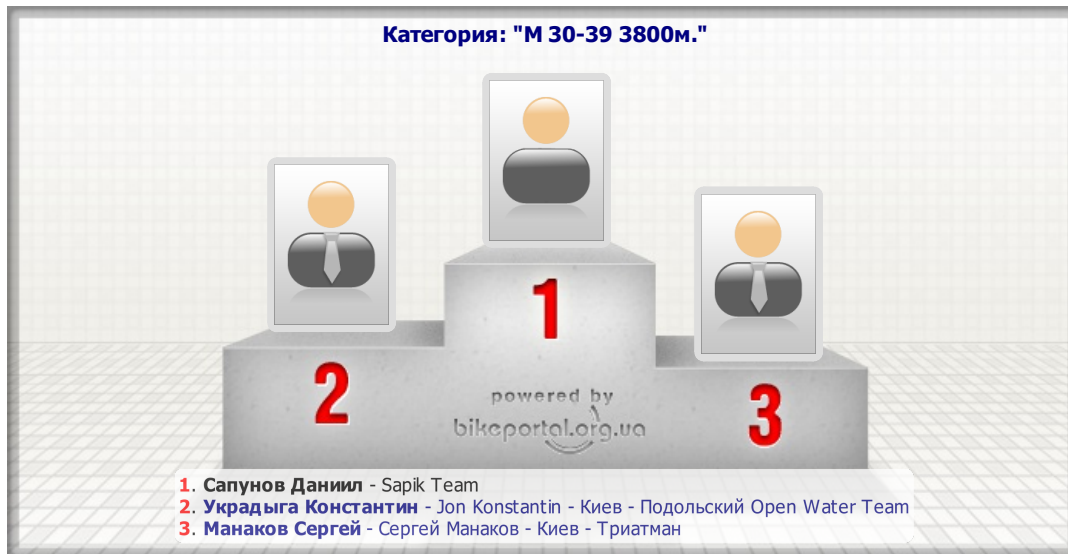 Категория: "М 30-39 3800м."
1
2
3
powered by
bikeportal.org.ua
1. Сапунов Даниил - Sapik Team
2. Украдыга Константин - Jon Konstantin - Киев - Подольский Open Water Team
3. Манаков Сергей - Сергей Манаков - Киев - Триатман